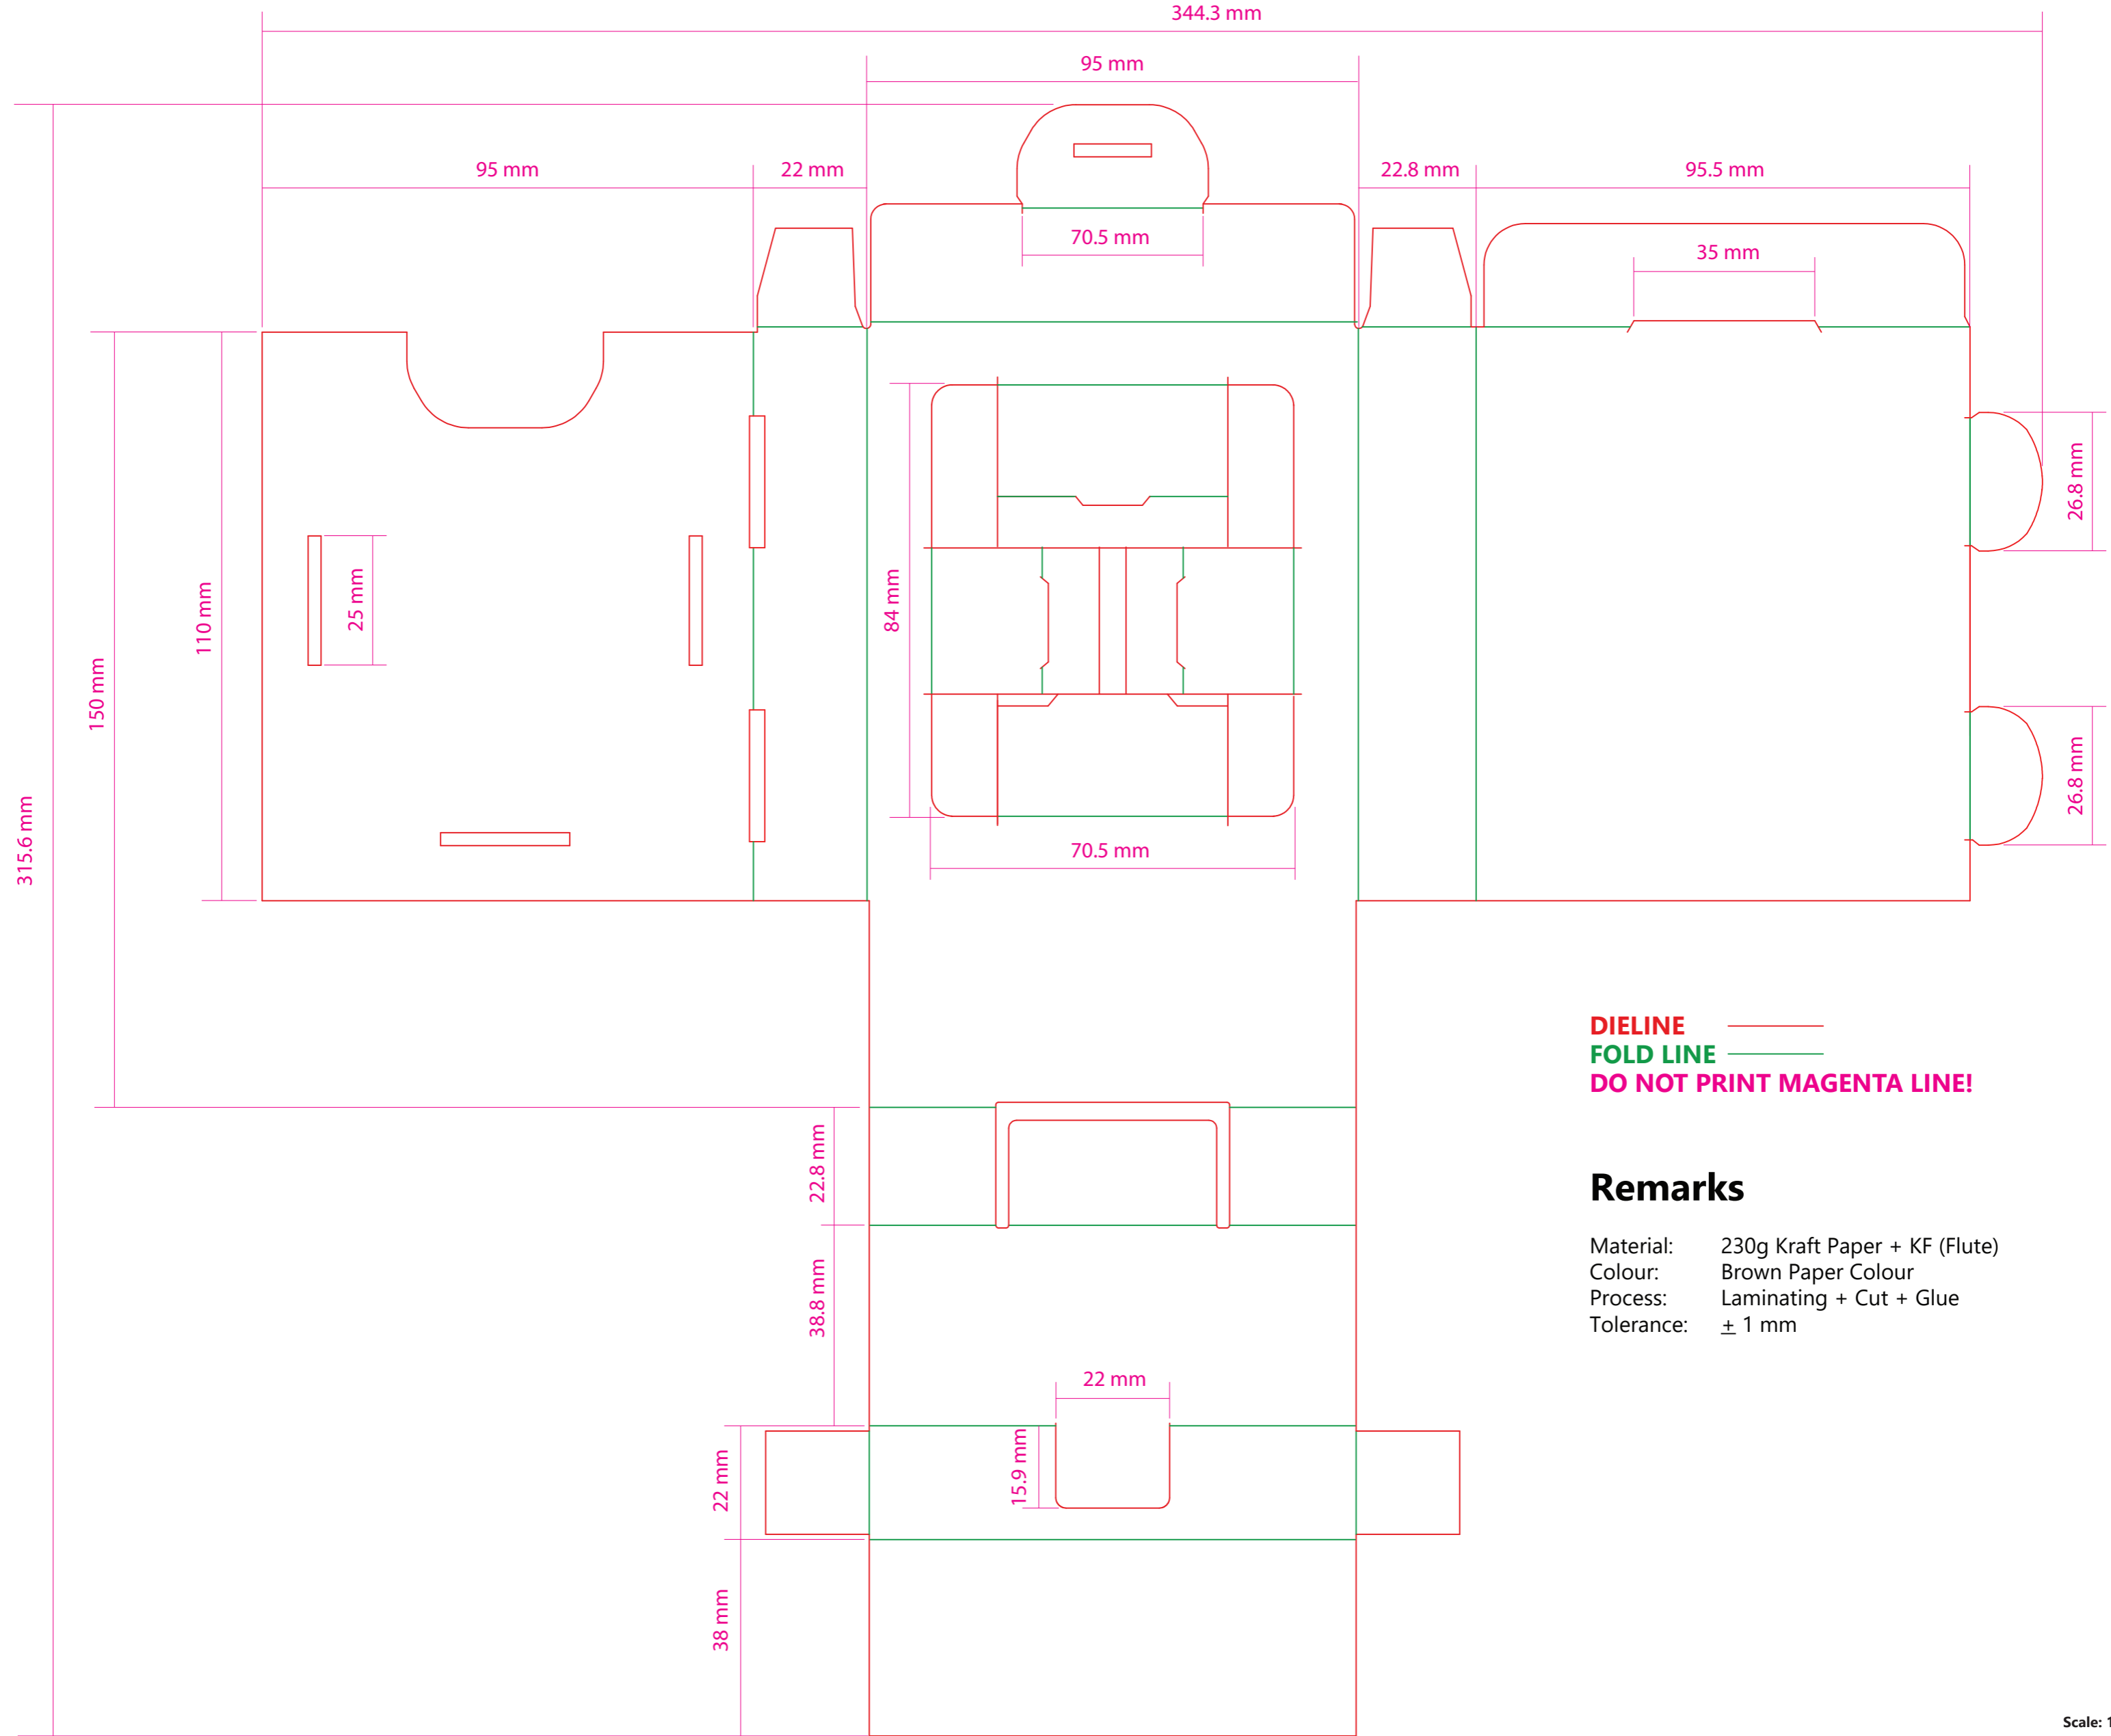 344.3 mm
95 mm
95 mm
22 mm
22.8 mm
95.5 mm
70.5 mm
35 mm
26.8 mm
84 mm
25 mm
110 mm
150 mm
26.8 mm
315.6 mm
70.5 mm
DIELINE
FOLD LINE
DO NOT PRINT MAGENTA LINE!
22.8 mm
Remarks
Material: 230g Kraft Paper + KF (Flute)
Colour: Brown Paper Colour
Process: Laminating + Cut + Glue
Tolerance: ± 1 mm
38.8 mm
22 mm
15.9 mm
22 mm
38 mm
Scale: 1